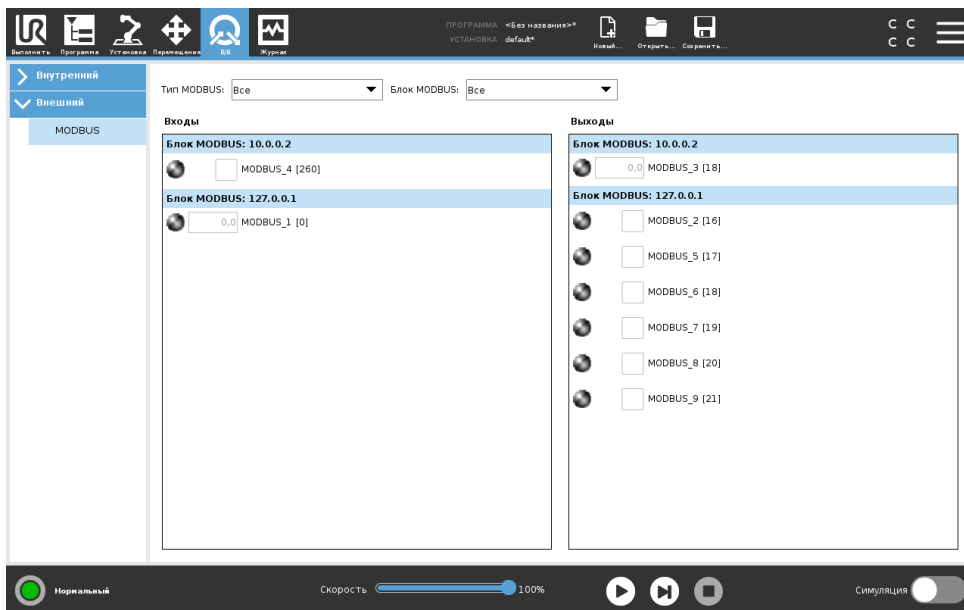 UR
ПРОГРАММА <Без названия>*
УСТАНОВКА default*
Выполнить Программа Установка Перемещение В/В Журнал
Новый... Открыть... Сохранить...
C C
C C
Внутренний
Внешний
MODBUS
Тип MODBUS: Все Блок MODBUS: Все
Входы
Блок MODBUS: 10.0.0.2
MODBUS_4 [260]
Блок MODBUS: 127.0.0.1
0,0 MODBUS_1 [0]
Выходы
Блок MODBUS: 10.0.0.2
0,0 MODBUS_3 [18]
Блок MODBUS: 127.0.0.1
MODBUS_2 [16]
MODBUS_5 [17]
MODBUS_6 [18]
MODBUS_7 [19]
MODBUS_8 [20]
MODBUS_9 [21]
Нормальный
Скорость 100%
Симуляция